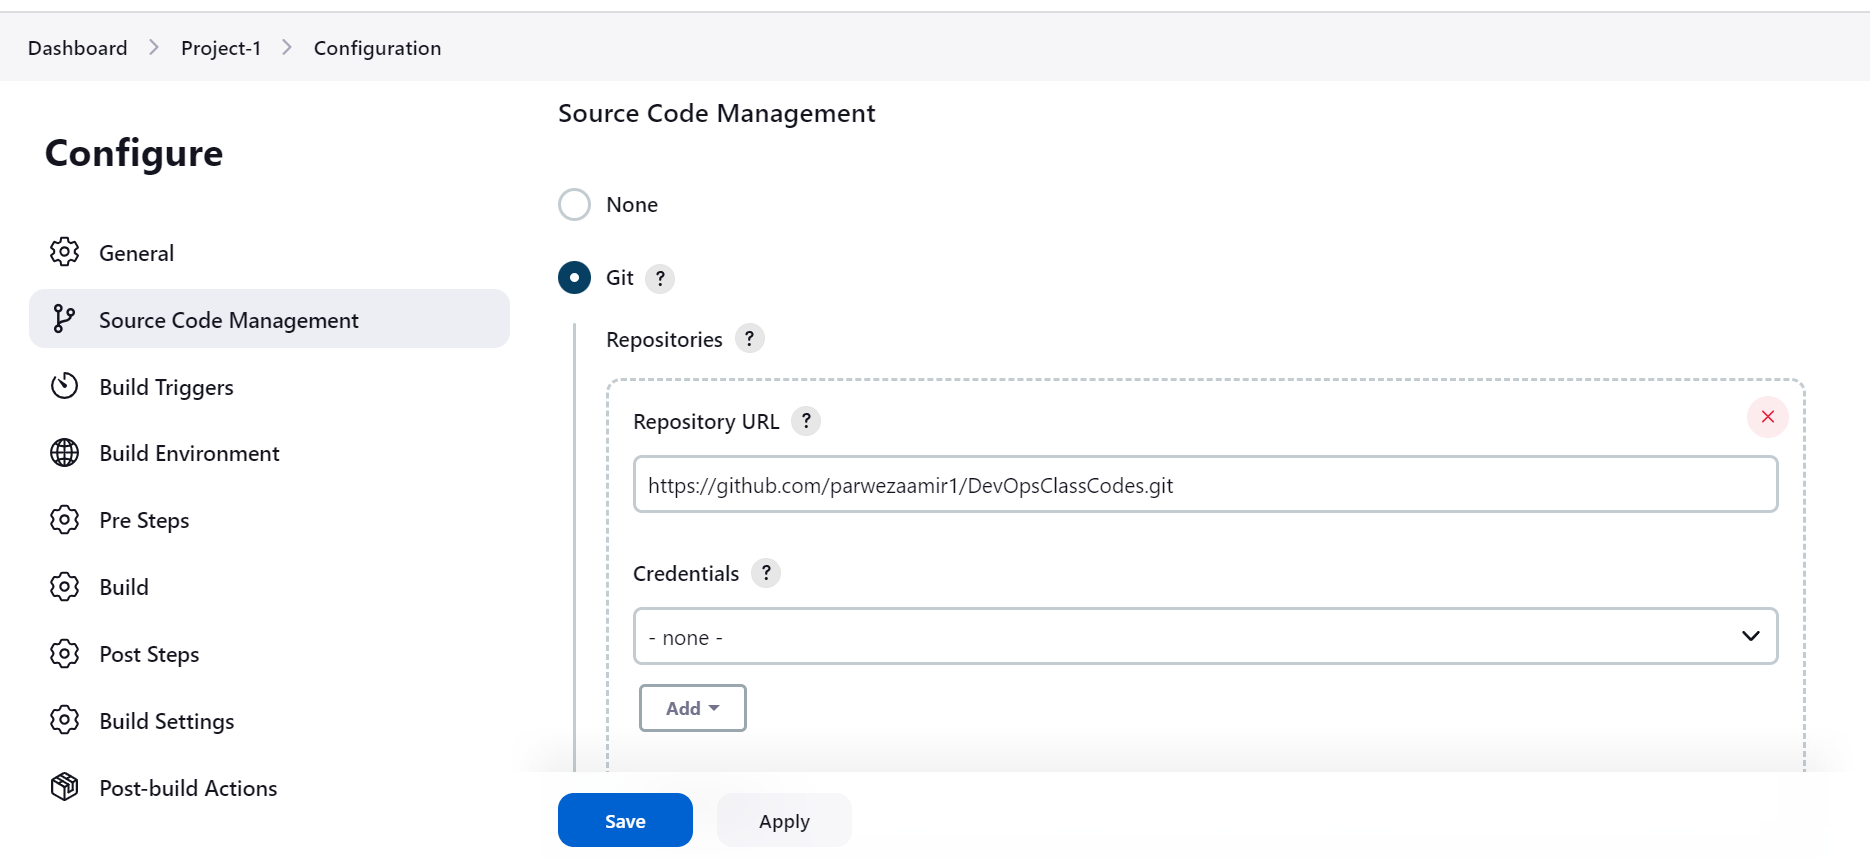 Dashboard > Project-1 > Configuration
Configure
General
Source Code Management
Build Triggers
Build Environment
Pre Steps
Build
Post Steps
Build Settings
Post-build Actions
Source Code Management
None
Git ?
Repositories ?
Repository URL ?
https://github.com/parwezaamir1/DevOpsClassCodes.git
Credentials ?
- none -
Add
Save Apply